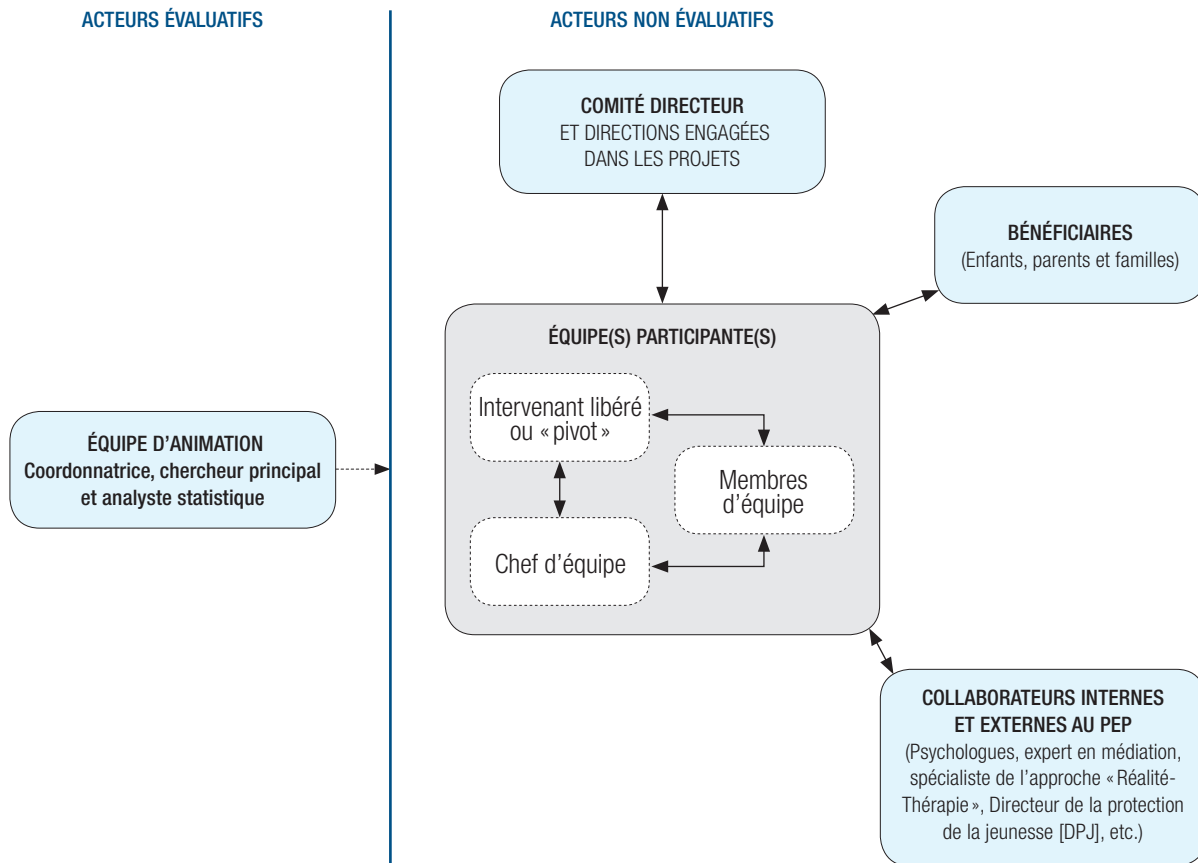 ACTEURS ÉVALUATIFS
ACTEURS NON ÉVALUATIFS
COMITÉ DIRECTEUR
ET DIRECTIONS ENGAGÉES
DANS LES PROJETS
BÉNÉFICIAIRES
(Enfants, parents et familles)
ÉQUIPE(S) PARTICIPANTE(S)
Intervenant libéré
ou « pivot »
Membres
d'équipe
Chef d'équipe
ÉQUIPE D'ANIMATION
Coordonnatrice, chercheur principal
et analyste statistique
COLLABORATEURS INTERNES
ET EXTERNES AU PEP
(Psychologues, expert en médiation,
spécialiste de l'approche « Réalité-
Thérapie », Directeur de la protection
de la jeunesse [DPJ], etc.)